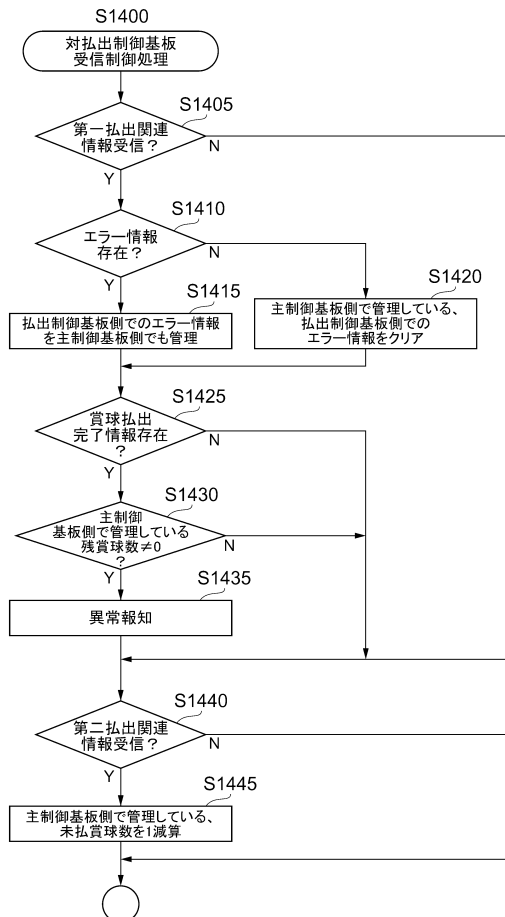 S1400
対払出制御基板
受信制御処理
S1405
第一払出関連
情報受信？
N
Y
S1410
エラー情報
存在？
N
Y
S1415
払出制御基板側でのエラー情報
を主制御基板側でも管理
S1420
主制御基板側で管理している、
払出制御基板側での
エラー情報をクリア
S1425
賞球払出
完了情報存在
？
N
Y
S1430
主制御
基板側で管理している
残賞球数≠0
？
N
Y
S1435
異常報知
S1440
第二払出関連
情報受信？
N
Y
S1445
主制御基板側で管理している、
未払賞球数を1減算